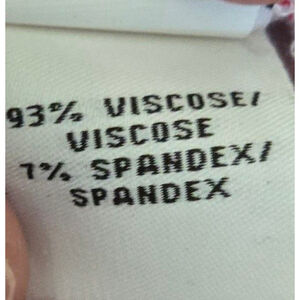 93% VISCOSE/
VISCOSE
7% SPANDEX/
SPANDEX